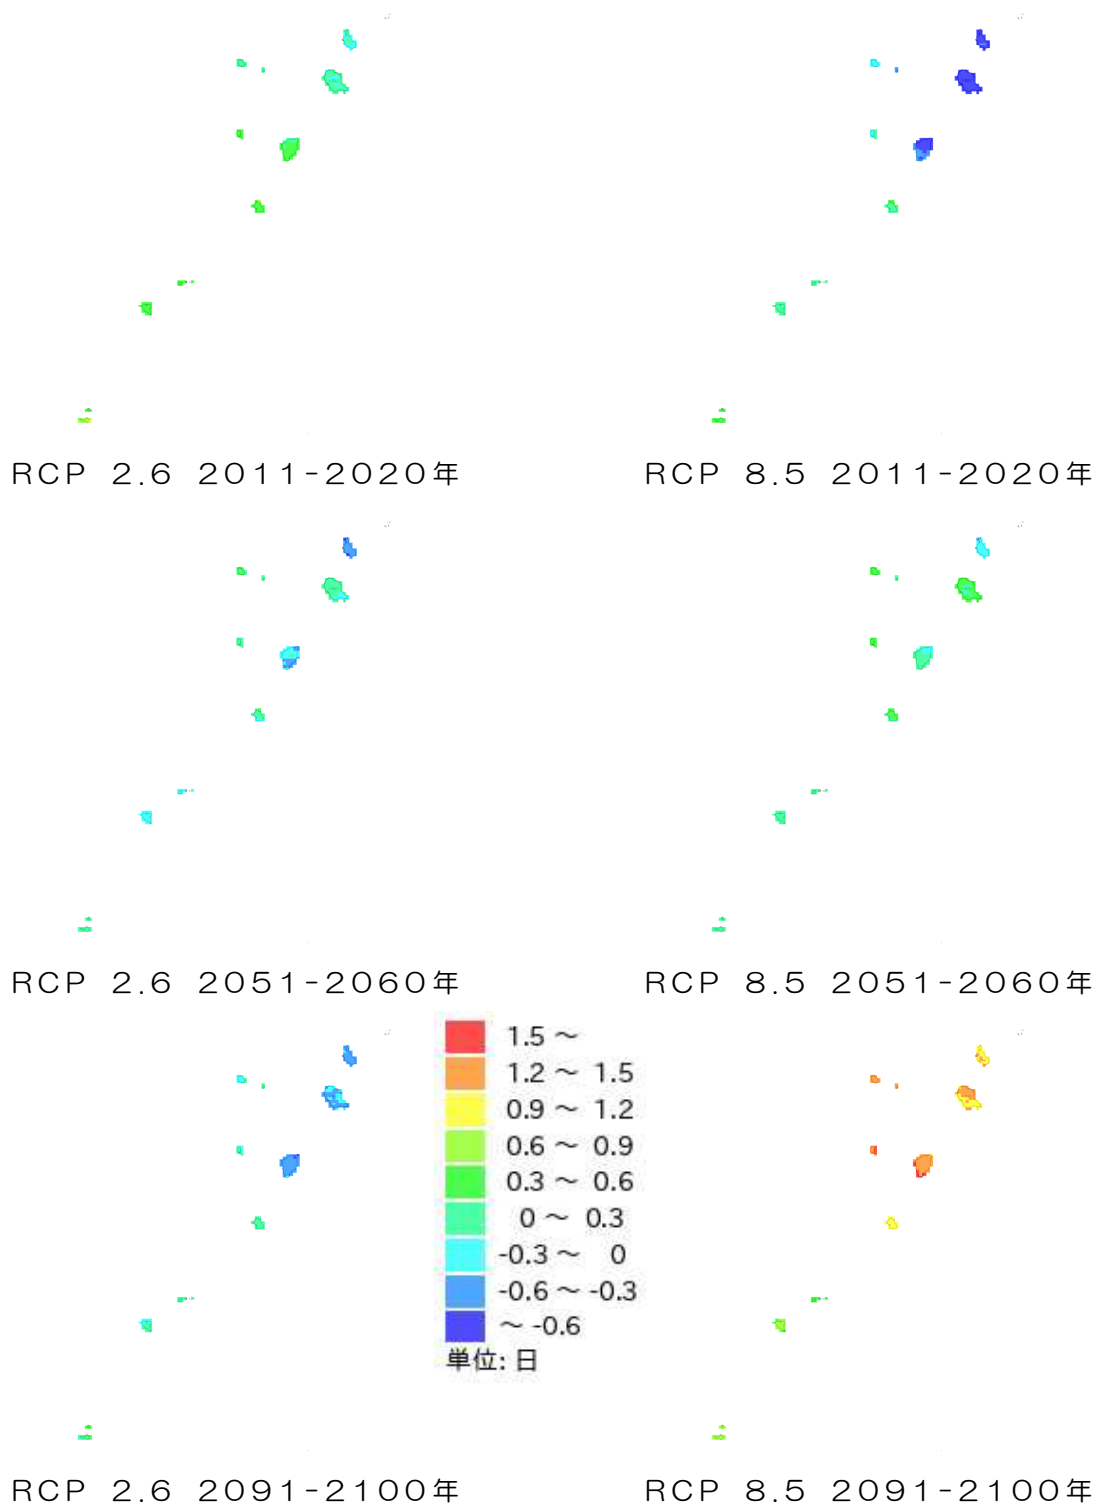 RCP 2.6 2011-2020年
RCP 8.5 2011-2020年
RCP 2.6 2051-2060年
RCP 8.5 2051-2060年
1.5 ～
1.2 ～ 1.5
0.9 ～ 1.2
0.6 ～ 0.9
0.3 ～ 0.6
0 ～ 0.3
-0.3 ～ 0
-0.6 ～ -0.3
～ -0.6
単位: 日
RCP 2.6 2091-2100年
RCP 8.5 2091-2100年